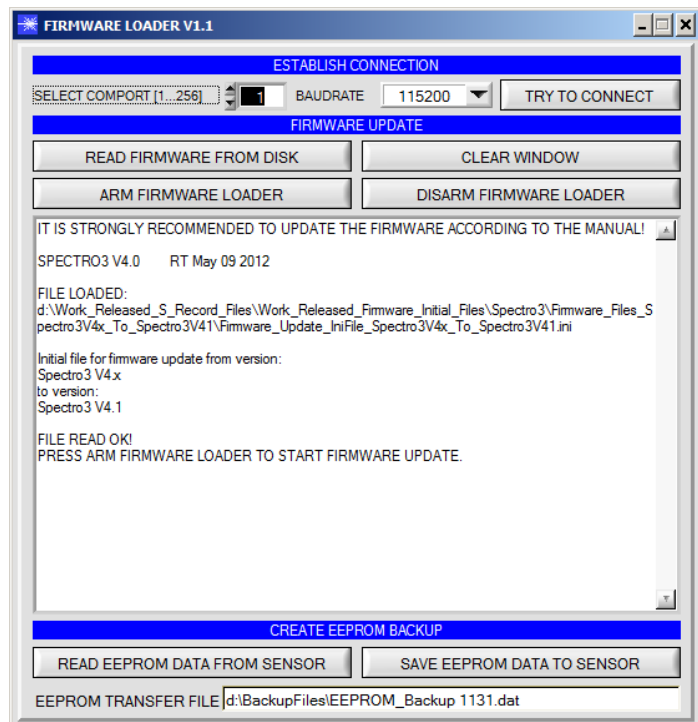 FIRMWARE LOADER V1.1
ESTABLISH CONNECTION
SELECT COMPORT [1...256] 1 BAUDRATE 115200 TRY TO CONNECT
FIRMWARE UPDATE
READ FIRMWARE FROM DISK CLEAR WINDOW
ARM FIRMWARE LOADER DISARM FIRMWARE LOADER
IT IS STRONGLY RECOMMENDED TO UPDATE THE FIRMWARE ACCORDING TO THE MANUAL!
SPECTRO3 V4.0 RT May 09 2012
FILE LOADED:
d:\Work_Released_S_Record_Files\Work_Released_Firmware_Initial_Files\Spectro3\Firmware_Files_S
pectro3V4x_To_Spectro3V41\Firmware_Update_IniFile_Spectro3V4x_To_Spectro3V41.ini
Initial file for firmware update from version:
Spectro3 V4.x
to version:
Spectro3 V4.1
FILE READ OK!
PRESS ARM FIRMWARE LOADER TO START FIRMWARE UPDATE.
CREATE EEPROM BACKUP
READ EEPROM DATA FROM SENSOR SAVE EEPROM DATA TO SENSOR
EEPROM TRANSFER FILE d:\BackupFiles\EEPROM_Backup 1131.dat